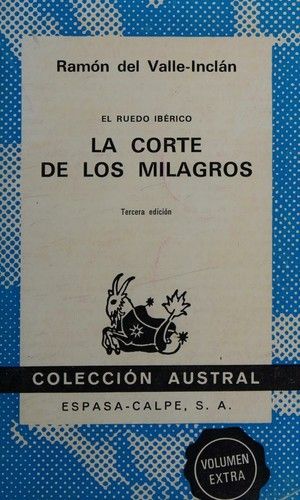 Ramón del Valle-Inclán
EL RUEDO IBÉRICO
LA CORTE
DE LOS MILAGROS
Tercera edición
COLECCIÓN AUSTRAL
ESPASA-CALPE, S. A.
VOLUMEN
EXTRA